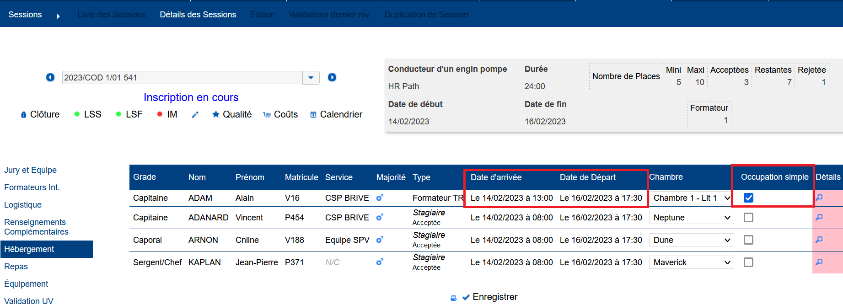 Sessions Liste des Sessions Détails des Sessions Edition Validations dernier niv Duplication de Session
2023/COD 1/01 541
Inscription en cours
Clôture LSS LSF IM Qualité Coûts Calendrier
Conducteur d'un engin pompe Durée
HR Path 24:00
Date de début Date de fin
14/02/2023 16/02/2023
Nombre de Places Mini Maxi Acceptées Restantes Rejetée
5 10 3 7 1
Formateur
1
Jury et Equipe
Formateurs Int.
Logistique
Renseignements
Complémentaires
Hébergement
Repas
Équipement
Validation UV
Grade Nom Prénom Matricule Service Majorité Type Date d'arrivée Date de Départ Chambre Occupation simple Détails
Capitaine ADAM Alain V16 CSP BRIVE Formateur TR Le 14/02/2023 à 13:00 Le 16/02/2023 à 17:30 Chambre 1 - Lit 1
Capitaine ADANARD Vincent P454 CSP BRIVE Stagiaire Acceptée Le 14/02/2023 à 08:00 Le 16/02/2023 à 17:30 Neptune
Caporal ARNON Cniine V188 Equipe SPV Stagiaire Acceptée Le 14/02/2023 à 08:00 Le 16/02/2023 à 17:30 Dune
Sergent/Chef KAPLAN Jean-Pierre P371 N/C Stagiaire Acceptée Le 14/02/2023 à 08:00 Le 16/02/2023 à 17:30 Maverick
Enregistrer